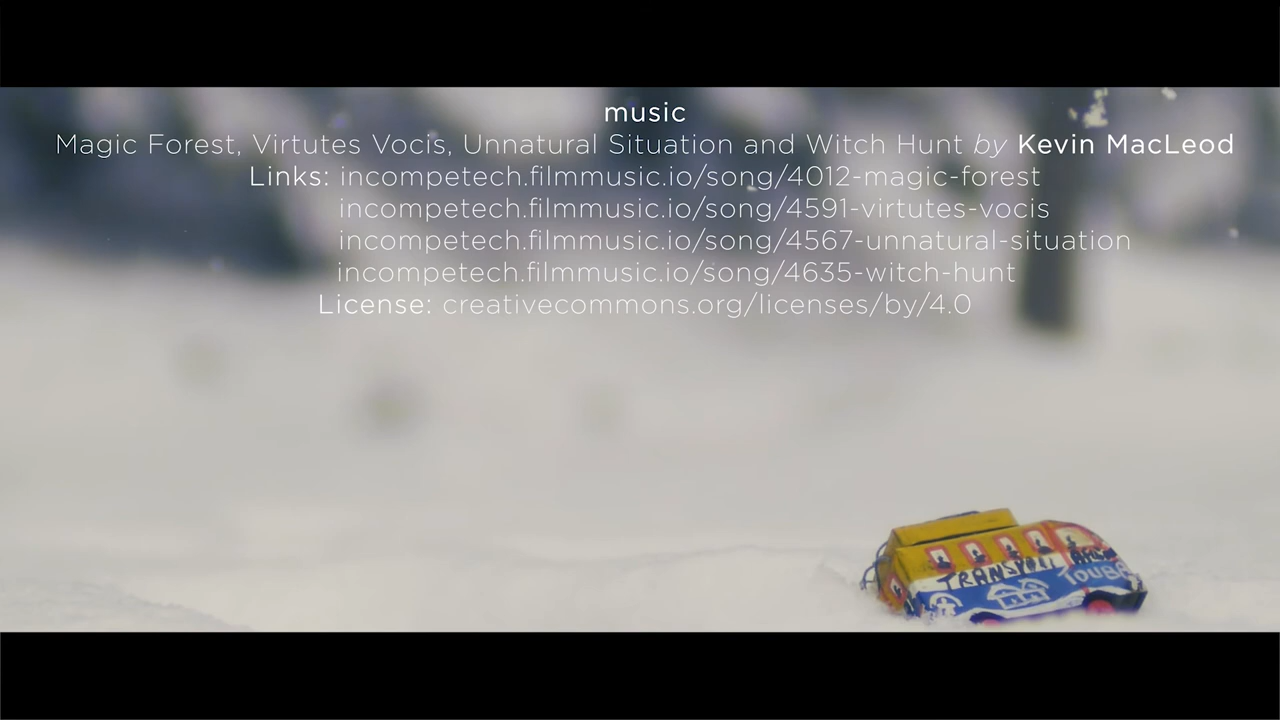 music
Magic Forest, Virtutes Vocis, Unnatural Situation and Witch Hunt by Kevin MacLeod
Links: incompetech.filmmusic.io/song/4012-magic-forest
incompetech.filmmusic.io/song/4591-virtutes-vocis
incompetech.filmmusic.io/song/4567-unnatural-situation
incompetech.filmmusic.io/song/4635-witch-hunt
License: creativecommons.org/licenses/by/4.0
TRANSPORT
TOUBA